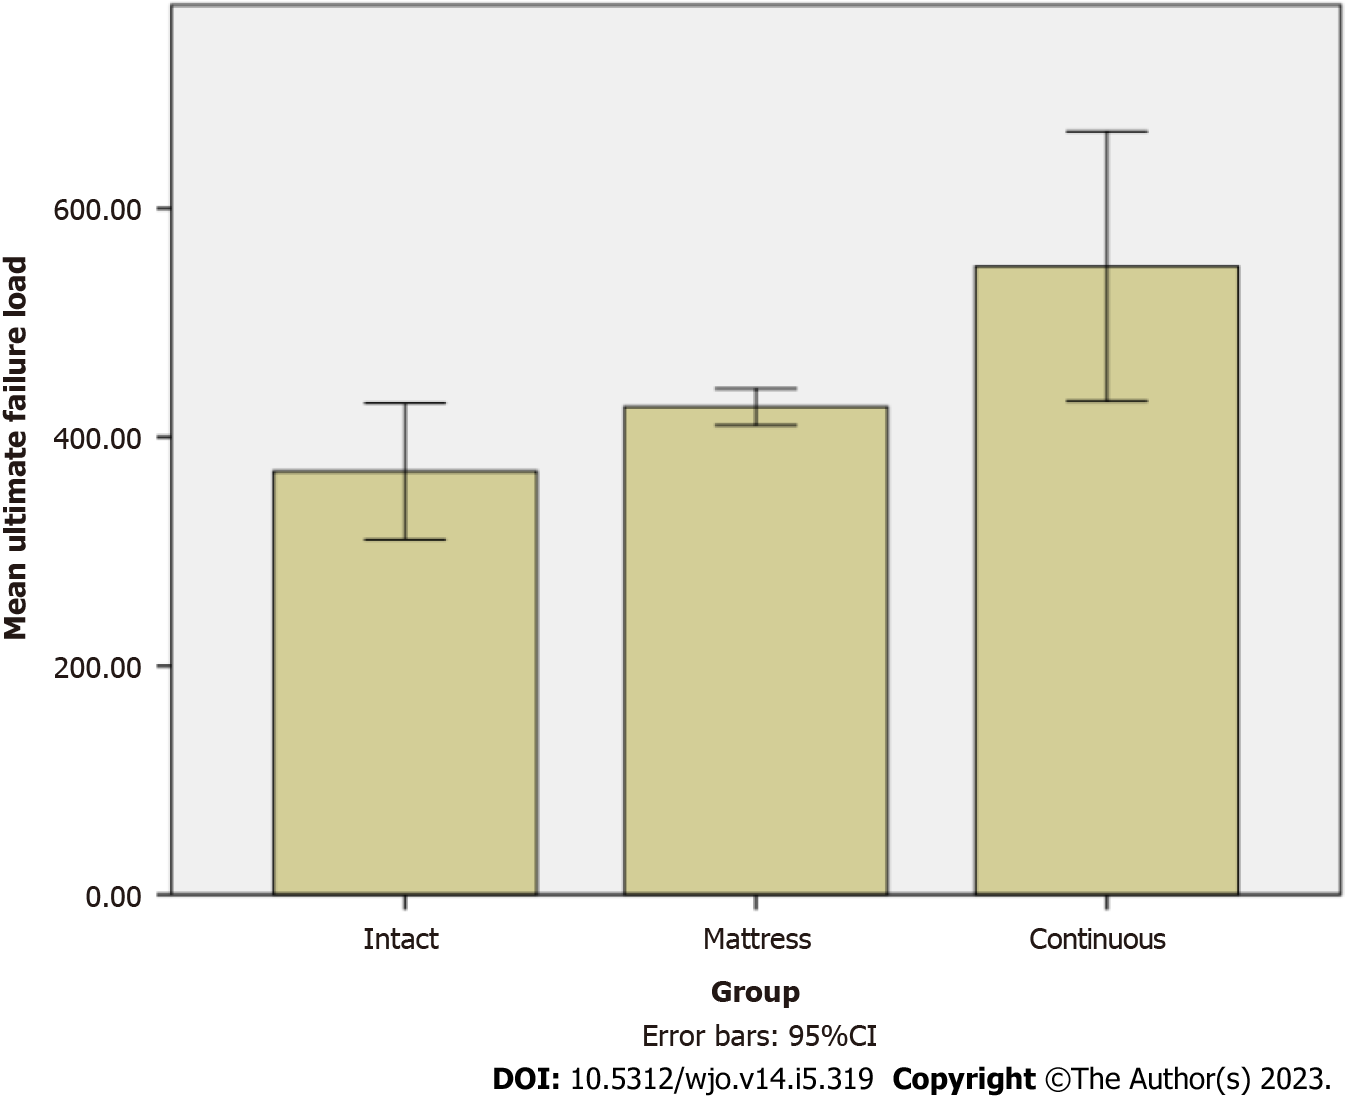 Mean ultimate failure load
600.00
400.00
200.00
0.00
Intact Mattress Continuous
Group
Error bars: 95%CI
DOI: 10.5312/wjo.v14.i5.319 Copyright ©The Author(s) 2023.